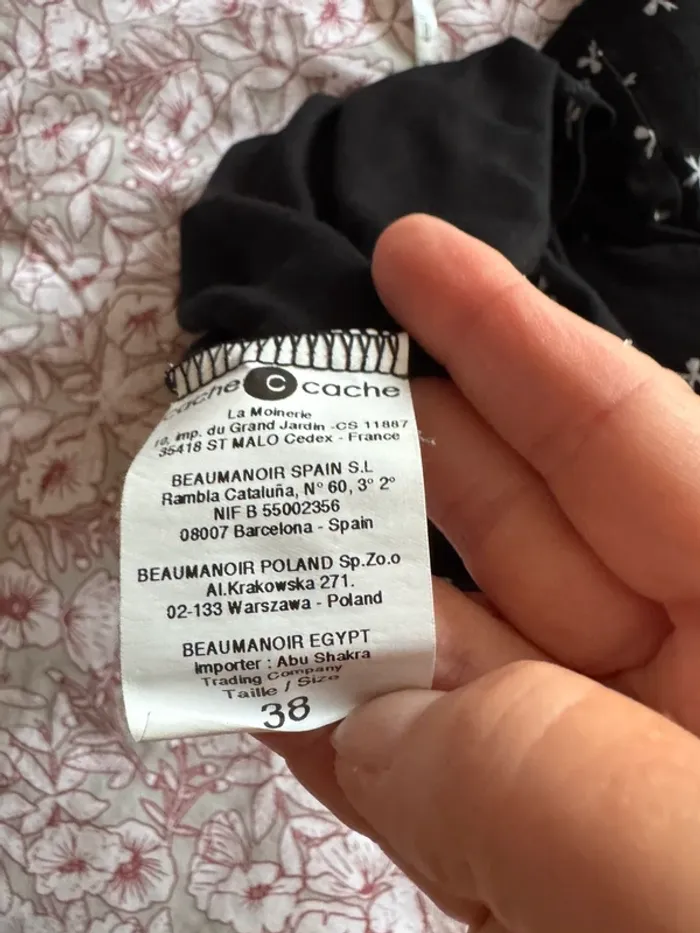 cache C cache
La Moinerie
10, imp. du Grand Jardin -CS 11887
35418 ST MALO Cedex - France
BEAUMANOIR SPAIN S.L
Rambla Cataluña, N° 60, 3° 2°
NIF B 55002356
08007 Barcelona - Spain
BEAUMANOIR POLAND Sp.Zo.o
Al.Krakowska 271.
02-133 Warszawa - Poland
BEAUMANOIR EGYPT
Importer : Abu Shakra
Trading Company
Taille / Size
38